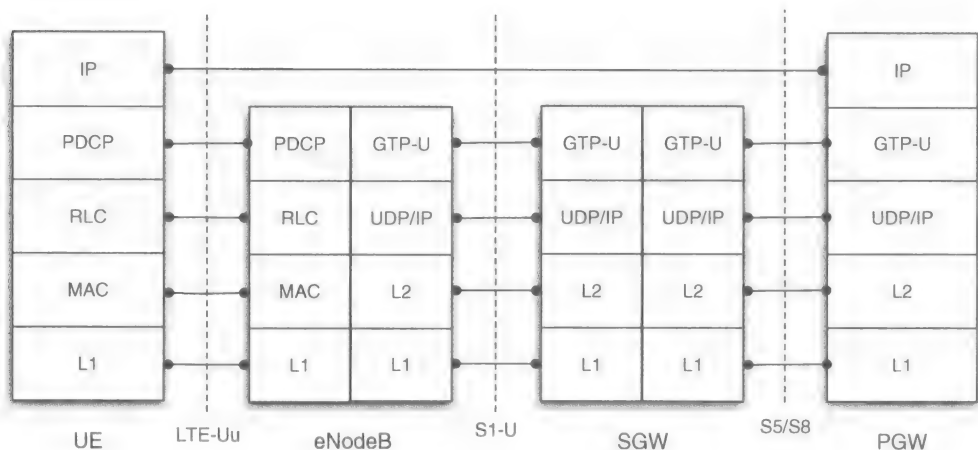 IP IP
PDCP PDCP GTP-U GTP-U GTP-U GTP-U
RLC RLC UDP/IP UDP/IP UDP/IP UDP/IP
MAC MAC L2 L2 L2 L2
L1 L1 L1 L1 L1 L1
UE LTE-Uu eNodeB S1-U SGW S5/S8 PGW